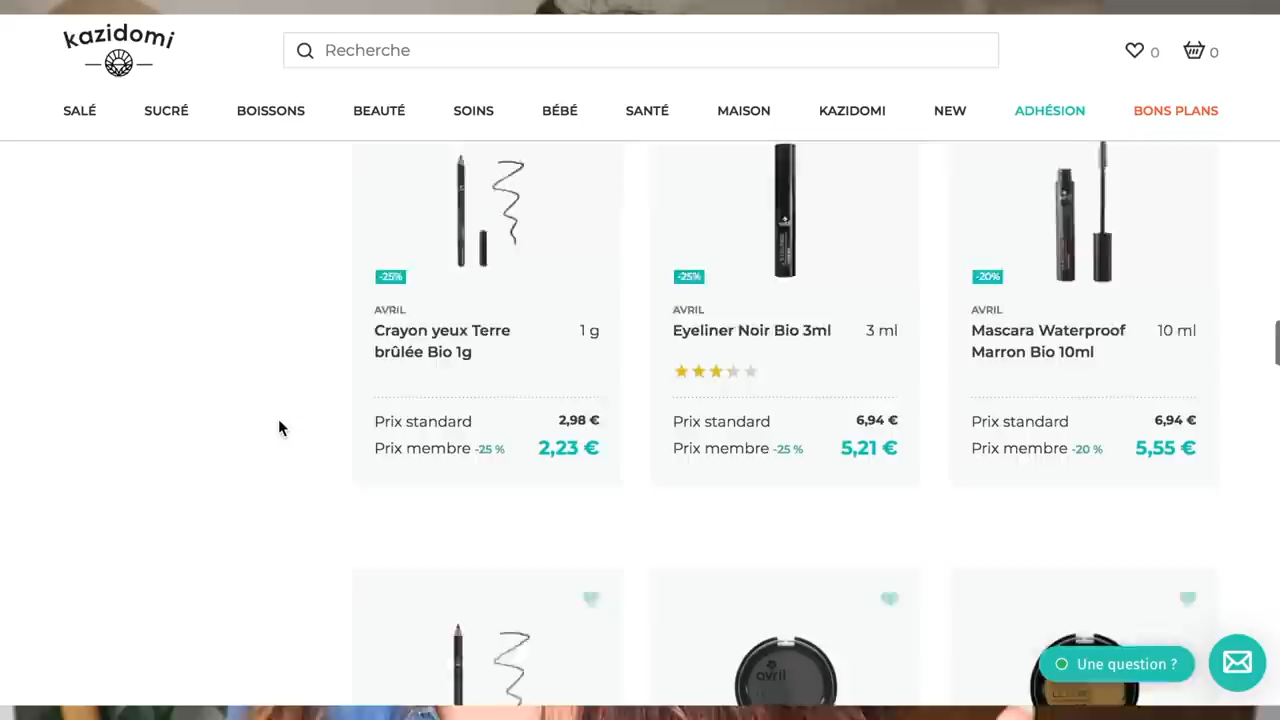 kazidomi
Recherche
0
0
SALÉ
SUCRÉ
BOISSONS
BEAUTÉ
SOINS
BÉBÉ
SANTÉ
MAISON
KAZIDOMI
NEW
ADHÉSION
BONS PLANS
-25%
AVRIL
Crayon yeux Terre 1 g
brûlée Bio 1g
Prix standard 2,98 €
Prix membre -25 % 2,23 €
-25%
AVRIL
Eyeliner Noir Bio 3ml 3 ml
Prix standard 6,94 €
Prix membre -25 % 5,21 €
-20%
AVRIL
Mascara Waterproof 10 ml
Marron Bio 10ml
Prix standard 6,94 €
Prix membre -20 % 5,55 €
avril
Une question ?